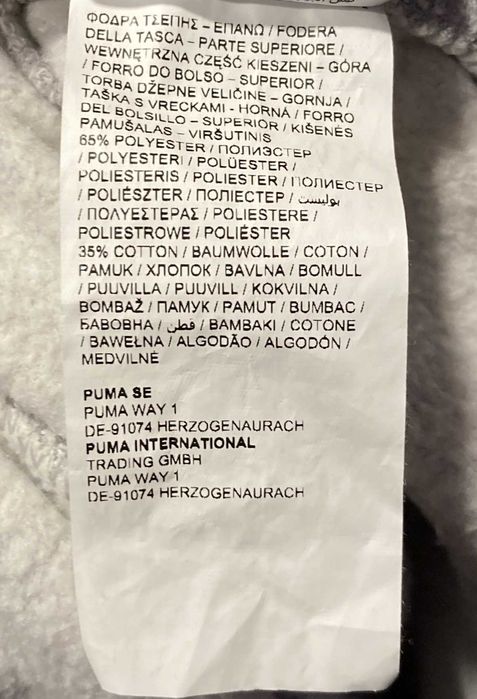 ΦΟΔΡΑ ΤΣΕΠΗΣ – ΕΠΑΝΩ / FODERA
DELLA TASCA – PARTE SUPERIORE /
WEWNĘTRZNA CZĘŚĆ KIESZENI – GÓRA
/ FORRO DO BOLSO – SUPERIOR /
TORBA DŽEPNE VELIČINE – GORNJA /
TAŠKA S VRECKAMI - HORNÁ / FORRO
DEL BOLSILLO – SUPERIOR / KIŠENĖS
PAMUŠALAS – VIRŠUTINIS
65% POLYESTER / ПОЛИЭСТЕР
/ POLYESTERI / POLÜESTER /
POLIESTERIS / POLIESTER / ПОЛИЕСТЕР
/ POLIÉSZTER / ПОЛІЕСТЕР / بوليستر
/ ΠΟΛΥΕΣΤΕΡΑΣ / POLIESTERE /
POLIESTROWE / POLIÉSTER
35% COTTON / BAUMWOLLE / COTON /
PAMUK / ХЛОПОК / BAVLNA / BOMULL
/ PUUVILLA / PUUVILL / KOKVILNA /
BOMBAŽ / ПАМУК / PAMUT / BUMBAC /
БАВОВНА / قطن / BAMBAKI / COTONE
/ BAWEŁNA / ALGODÃO / ALGODÓN /
MEDVILNĖ
PUMA SE
PUMA WAY 1
DE-91074 HERZOGENAURACH
PUMA INTERNATIONAL
TRADING GMBH
PUMA WAY 1
DE-91074 HERZOGENAURACH